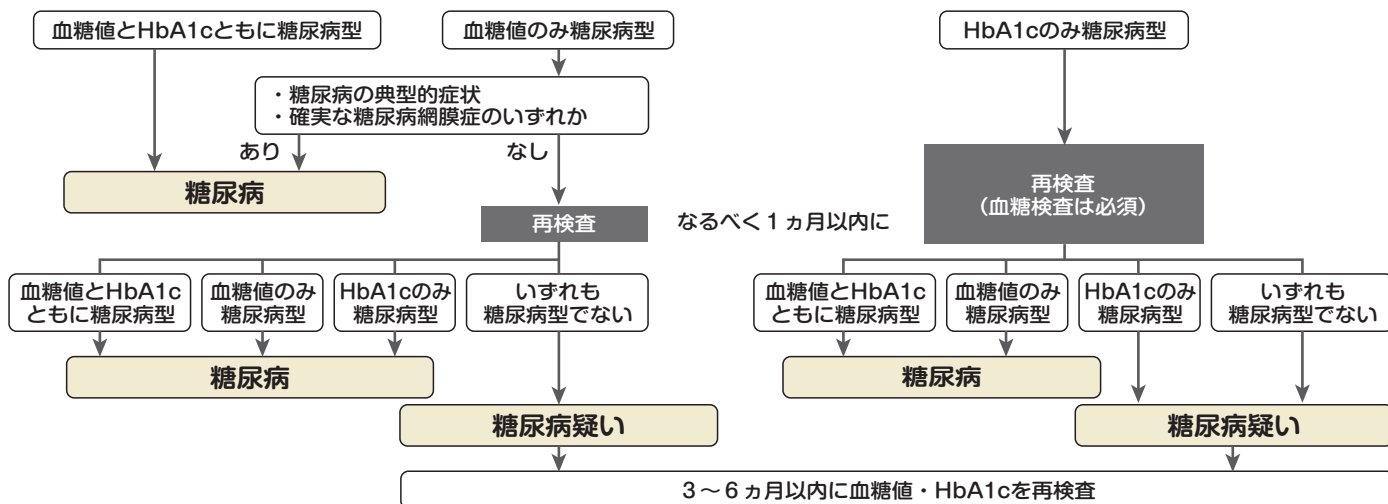 血糖値とHbA1cともに糖尿病型
血糖値のみ糖尿病型
HbA1cのみ糖尿病型
・糖尿病の典型的症状
・確実な糖尿病網膜症のいずれか
あり
なし
糖尿病
再検査
なるべく1ヵ月以内に
再検査
(血糖検査は必須)
血糖値とHbA1c
ともに糖尿病型
血糖値のみ
糖尿病型
HbA1cのみ
糖尿病型
いずれも
糖尿病型でない
血糖値とHbA1c
ともに糖尿病型
血糖値のみ
糖尿病型
HbA1cのみ
糖尿病型
いずれも
糖尿病型でない
糖尿病
糖尿病
糖尿病疑い
糖尿病疑い
3~6ヵ月以内に血糖値・HbA1cを再検査